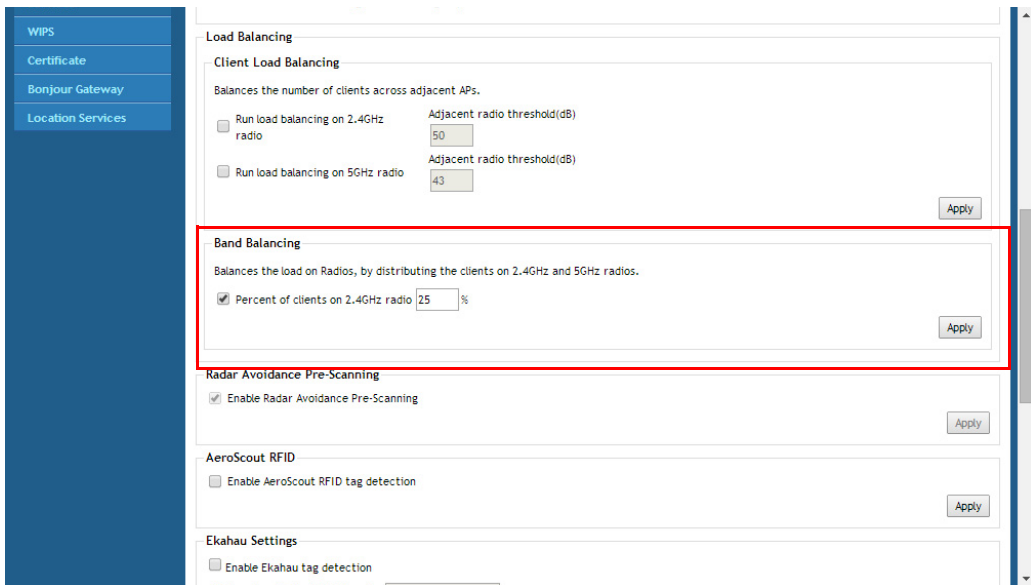 WIPS
Certificate
Bonjour Gateway
Location Services
Load Balancing
Client Load Balancing
Balances the number of clients across adjacent APs.
Run load balancing on 2.4GHz
radio
Adjacent radio threshold(dB)
50
Run load balancing on 5GHz radio
Adjacent radio threshold(dB)
43
Apply
Band Balancing
Balances the load on Radios, by distributing the clients on 2.4GHz and 5GHz radios.
Percent of clients on 2.4GHz radio 25 %
Apply
Radar Avoidance Pre-Scanning
Enable Radar Avoidance Pre-Scanning
Apply
AeroScout RFID
Enable AeroScout RFID tag detection
Apply
Ekahau Settings
Enable Ekahau tag detection